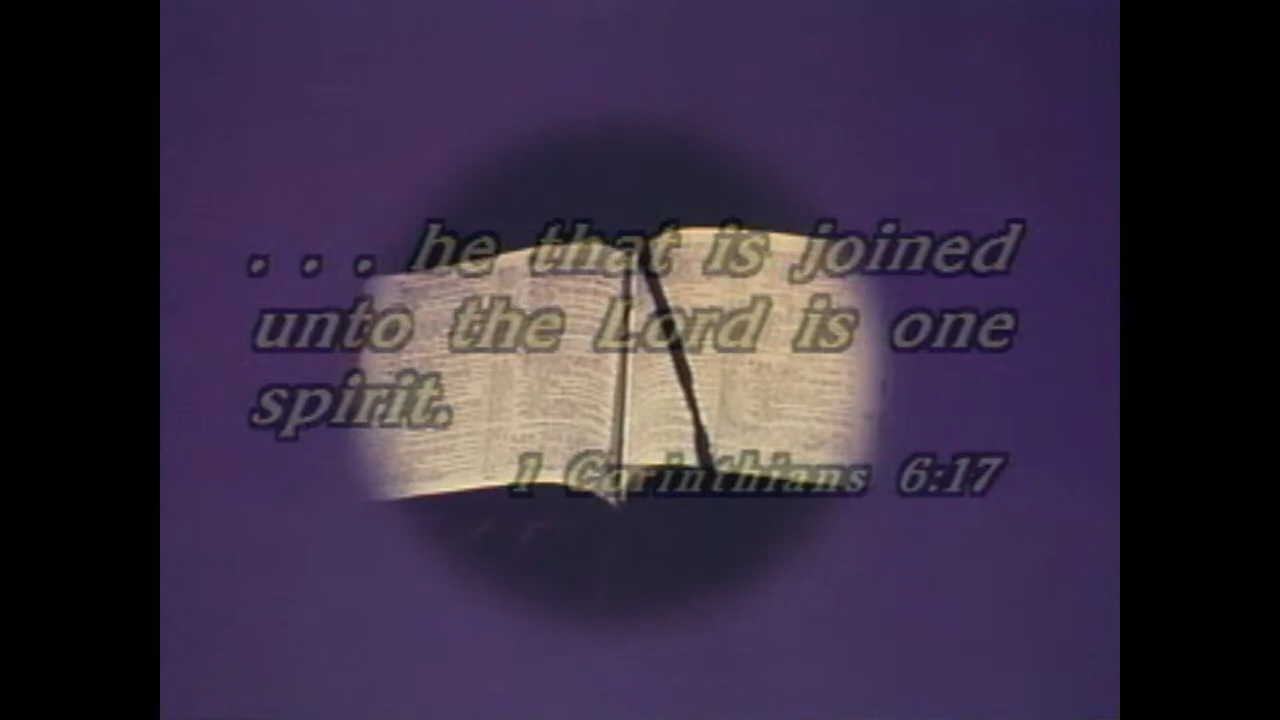 . . . he that is joined
unto the Lord is one
spirit.
1 Corinthians 6:17